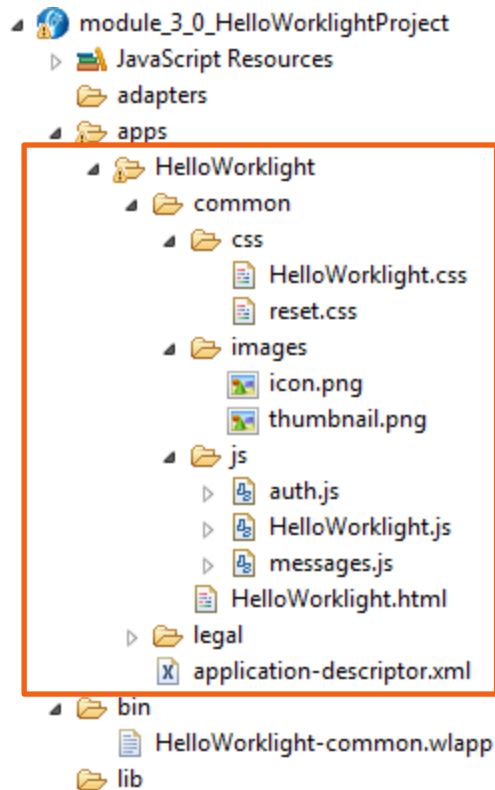 module_3_0_HelloWorklightProject
JavaScript Resources
adapters
apps
HelloWorklight
common
css
HelloWorklight.css
reset.css
images
icon.png
thumbnail.png
js
auth.js
HelloWorklight.js
messages.js
HelloWorklight.html
legal
application-descriptor.xml
bin
HelloWorklight-common.wlapp
lib